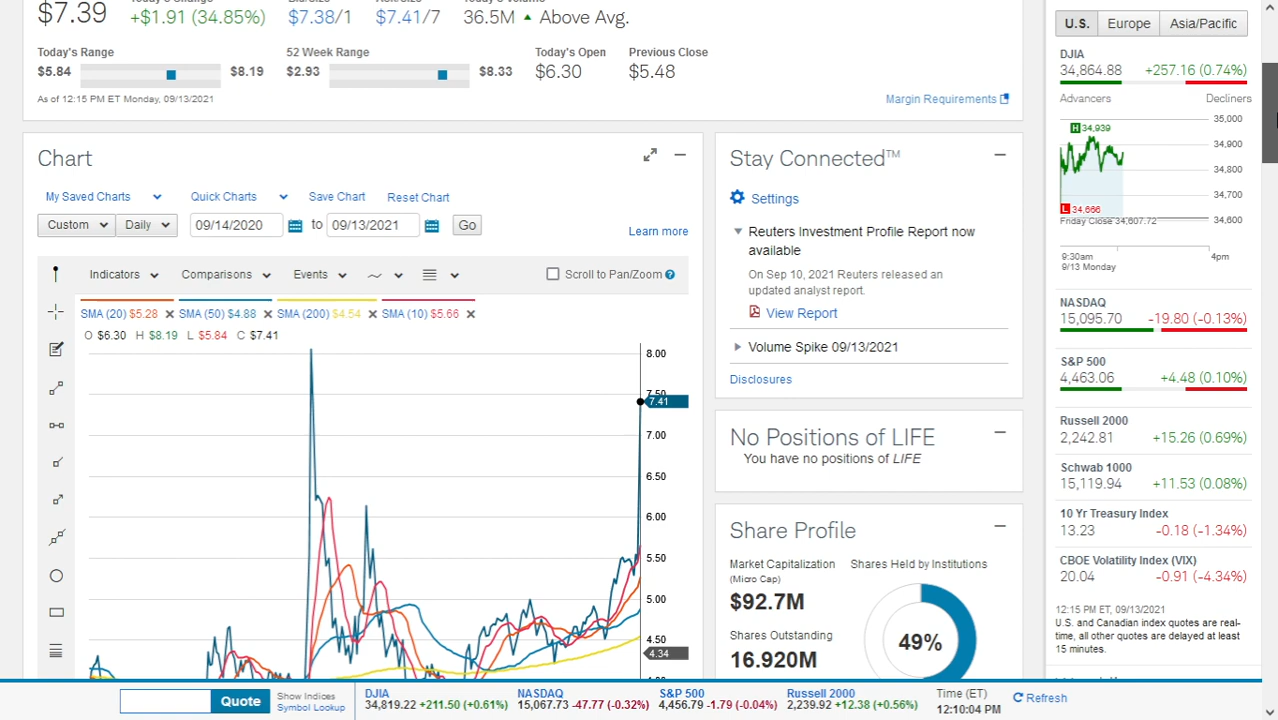 $7.39
+$1.91 (34.85%)
$7.38/1
$7.41/7
36.5M ▲ Above Avg.
Today's Range
52 Week Range
Today's Open
Previous Close
$5.84
$8.19
$2.93
$8.33
$6.30
$5.48
As of 12:15 PM ET Monday, 09/13/2021
Margin Requirements
Chart
My Saved Charts
Quick Charts
Save Chart
Reset Chart
Custom
Daily
09/14/2020
to
09/13/2021
Go
Learn more
Indicators
Comparisons
Events
Scroll to Pan/Zoom
SMA (20) $5.28
SMA (50) $4.88
SMA (200) $4.54
SMA (10) $5.66
O $6.30 H $8.19 L $5.84 C $7.41
8.00
7.50
7.41
7.00
6.50
6.00
5.50
5.00
4.50
4.34
Stay Connected™
Settings
Reuters Investment Profile Report now
available
On Sep 10, 2021 Reuters released an
updated analyst report.
View Report
Volume Spike 09/13/2021
Disclosures
No Positions of LIFE
You have no positions of LIFE
Share Profile
Market Capitalization
(Micro Cap)
$92.7M
Shares Outstanding
16.920M
Shares Held by Institutions
49%
U.S.
Europe
Asia/Pacific
DJIA
34,864.88 +257.16 (0.74%)
Advancers
Decliners
35,000
H 34,939
34,900
34,800
34,700
L 34,666
34,600
Friday Close 34,607.72
9:30am
4pm
9/13 Monday
NASDAQ
15,095.70 -19.80 (-0.13%)
S&P 500
4,463.06 +4.48 (0.10%)
Russell 2000
2,242.81 +15.26 (0.69%)
Schwab 1000
15,119.94 +11.53 (0.08%)
10 Yr Treasury Index
13.23 -0.18 (-1.34%)
CBOE Volatility Index (VIX)
20.04 -0.91 (-4.34%)
12:15 PM ET, 09/13/2021
U.S. and Canadian index quotes are real-
time, all other quotes are delayed at least
15 minutes.
Quote
Show Indices
Symbol Lookup
DJIA
34,819.22 +211.50 (+0.61%)
NASDAQ
15,067.73 -47.77 (-0.32%)
S&P 500
4,456.79 -1.79 (-0.04%)
Russell 2000
2,239.92 +12.38 (+0.56%)
Time (ET)
12:10:04 PM
Refresh